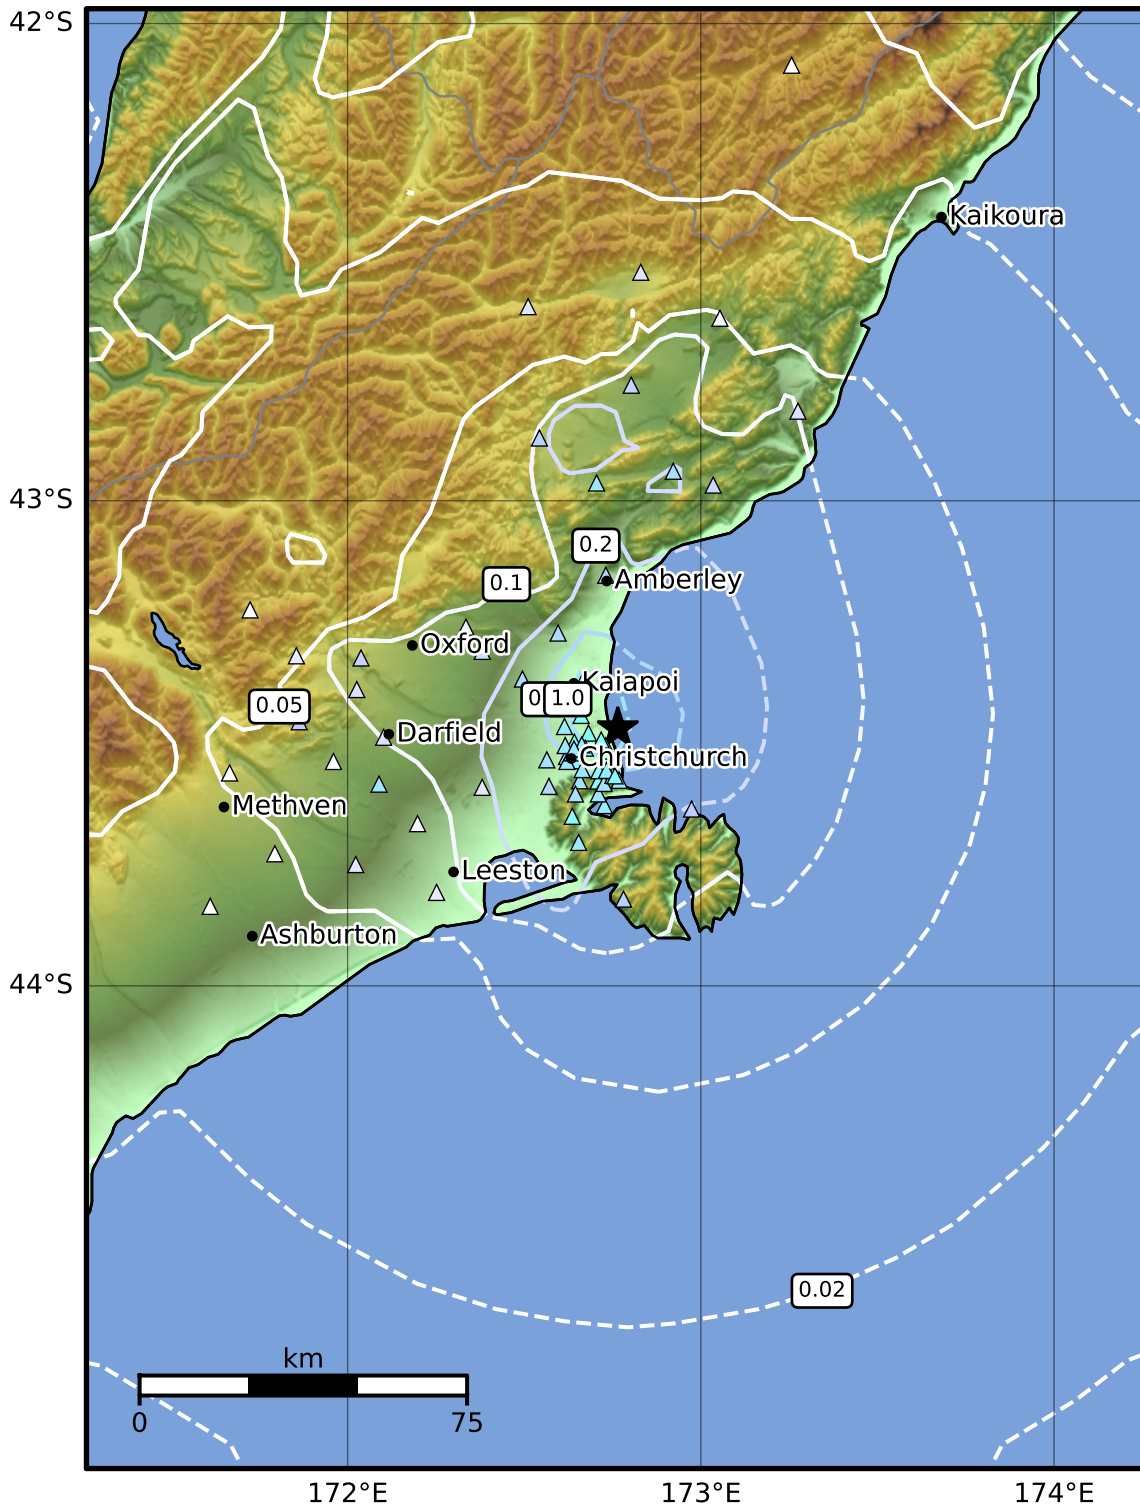 42°S
Kaikoura
43°S
0.2
Amberley
0.1
Oxford
Kaiapoi
0.05
1.0
Darfield
Christchurch
Methven
Leeston
Ashburton
44°S
0.02
km
0
75
172°E
173°E
174°E